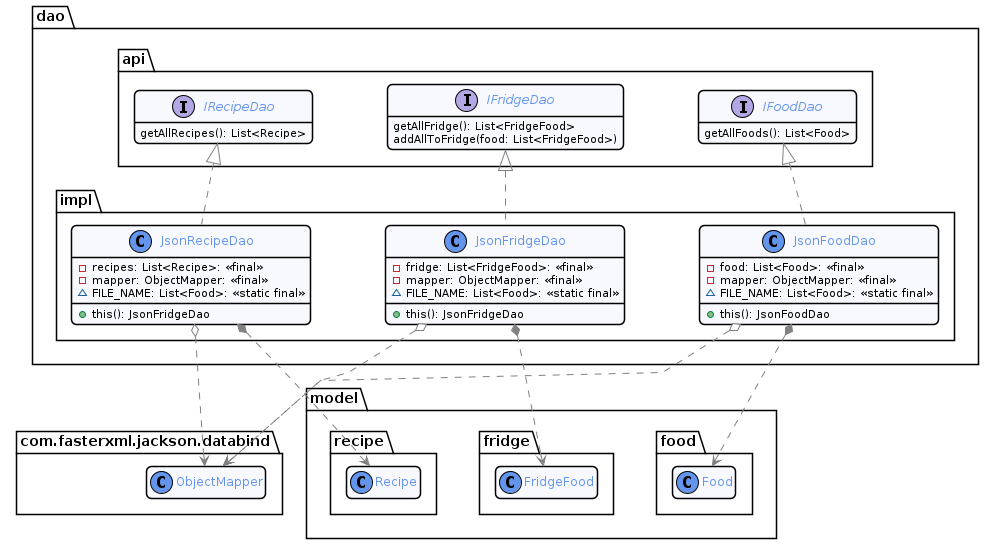 dao
api
I IRecipeDao
getAllRecipes(): List<Recipe>
I IFridgeDao
getAllFridge(): List<FridgeFood>
addAllToFridge(food: List<FridgeFood>)
I IFoodDao
getAllFoods(): List<Food>
impl
C JsonRecipeDao
recipes: List<Recipe>: «final»
mapper: ObjectMapper: «final»
FILE_NAME: List<Food>: «static final»
this(): JsonFridgeDao
C JsonFridgeDao
fridge: List<FridgeFood>: «final»
mapper: ObjectMapper: «final»
FILE_NAME: List<Food>: «static final»
this(): JsonFridgeDao
C JsonFoodDao
food: List<Food>: «final»
mapper: ObjectMapper: «final»
FILE_NAME: List<Food>: «static final»
this(): JsonFoodDao
com.fasterxml.jackson.databind
C ObjectMapper
model
recipe
C Recipe
fridge
C FridgeFood
food
C Food